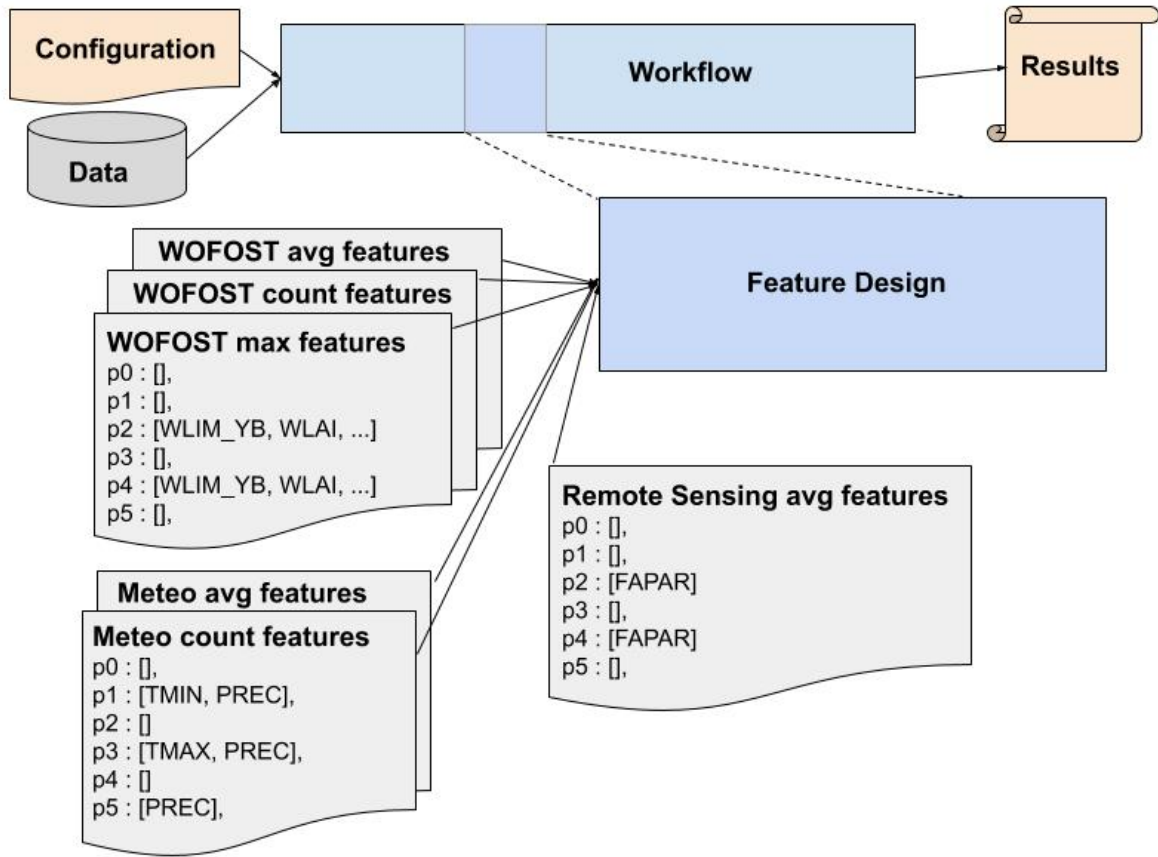 Configuration
Workflow
Results
Data
WOFOST avg features
WOFOST count features
WOFOST max features
p0 : [],
p1 : [],
p2 : [WLIM_YB, WLAI, ...]
p3 : [],
p4 : [WLIM_YB, WLAI, ...]
p5 : [],
Feature Design
Remote Sensing avg features
p0 : [],
p1 : [],
p2 : [FAPAR]
p3 : [],
p4 : [FAPAR]
p5 : [],
Meteo avg features
Meteo count features
p0 : [],
p1 : [TMIN, PREC],
p2 : []
p3 : [TMAX, PREC],
p4 : []
p5 : [PREC],